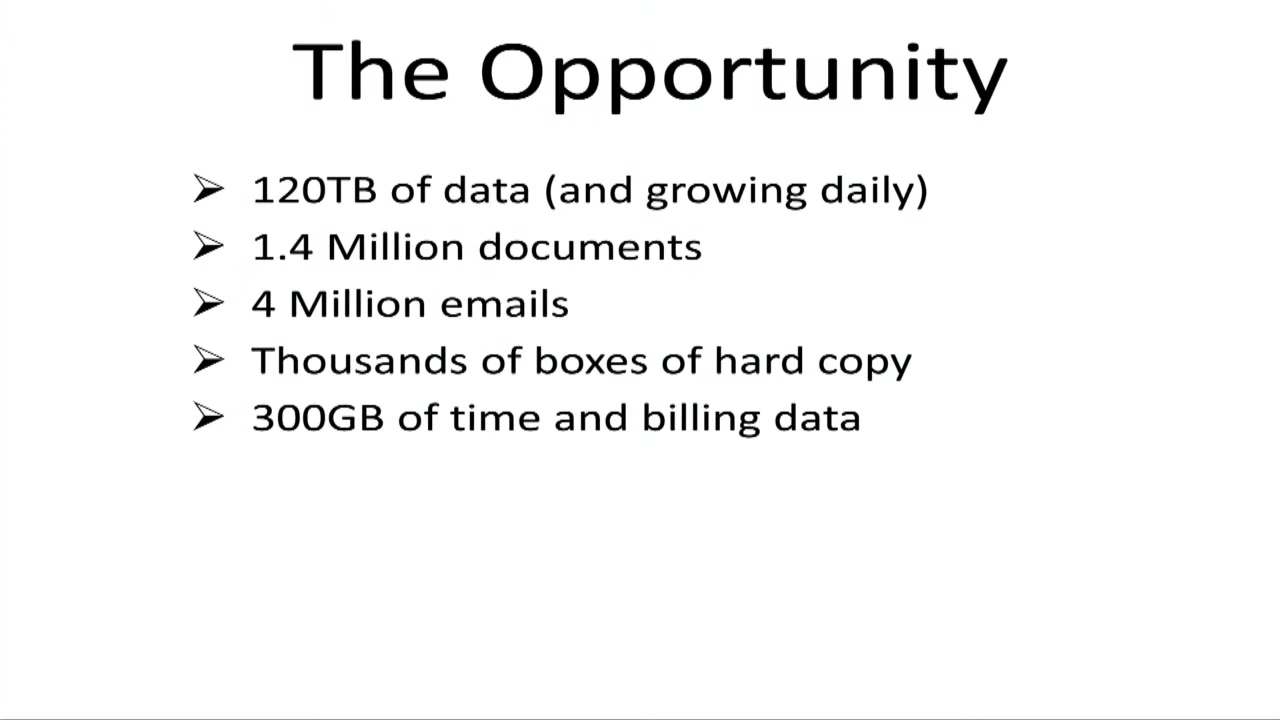 The Opportunity
➢ 120TB of data (and growing daily)
➢ 1.4 Million documents
➢ 4 Million emails
➢ Thousands of boxes of hard copy
➢ 300GB of time and billing data